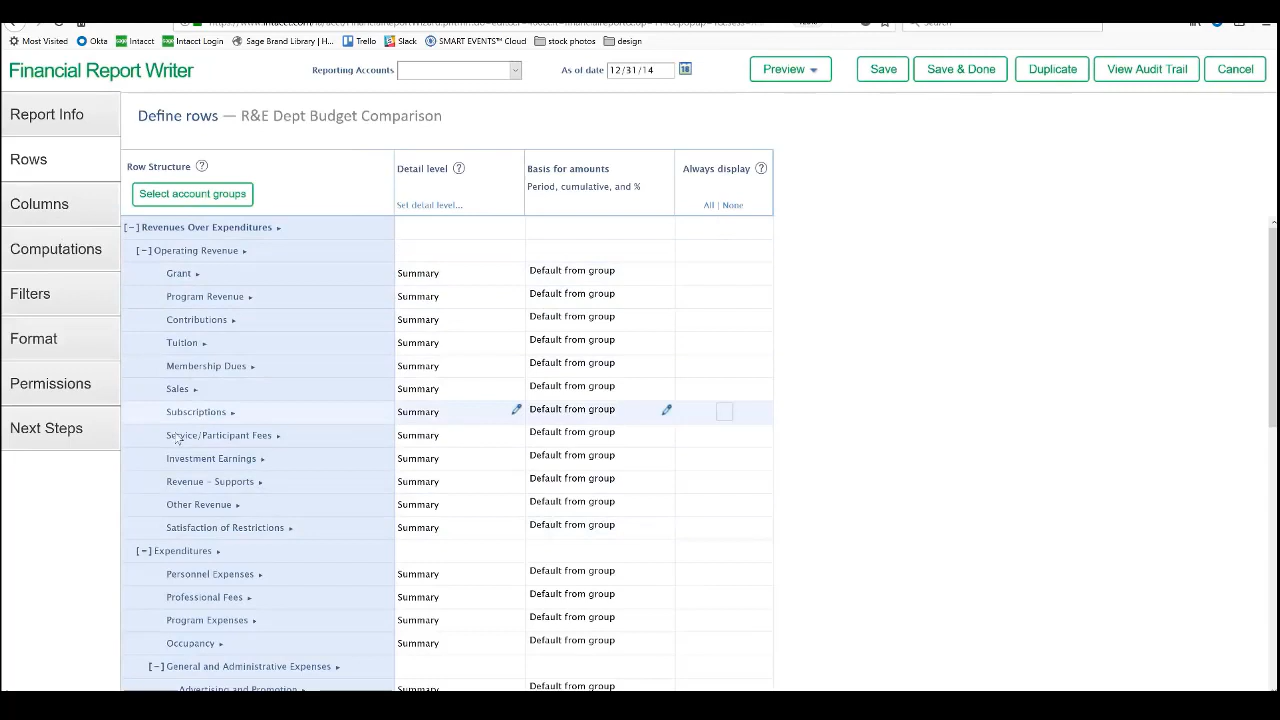 Most Visited Okta Intacct Intacct Login Sage Brand Library | H... Trello Slack SMART EVENTS™ Cloud stock photos design
Financial Report Writer Reporting Accounts As of date 12/31/14 Preview Save Save & Done Duplicate View Audit Trail Cancel
Report Info
Rows
Columns
Computations
Filters
Format
Permissions
Next Steps
Define rows — R&E Dept Budget Comparison
Row Structure ? Detail level ? Basis for amounts Always display ?
Period, cumulative, and %
Select account groups
Set detail level... All | None
[-] Revenues Over Expenditures
[-] Operating Revenue
Grant Summary Default from group
Program Revenue Summary Default from group
Contributions Summary Default from group
Tuition Summary Default from group
Membership Dues Summary Default from group
Sales Summary Default from group
Subscriptions Summary Default from group
Service/Participant Fees Summary Default from group
Investment Earnings Summary Default from group
Revenue - Supports Summary Default from group
Other Revenue Summary Default from group
Satisfaction of Restrictions Summary Default from group
[-] Expenditures
Personnel Expenses Summary Default from group
Professional Fees Summary Default from group
Program Expenses Summary Default from group
Occupancy Summary Default from group
[-] General and Administrative Expenses
Advertising and Promotion Summary Default from group